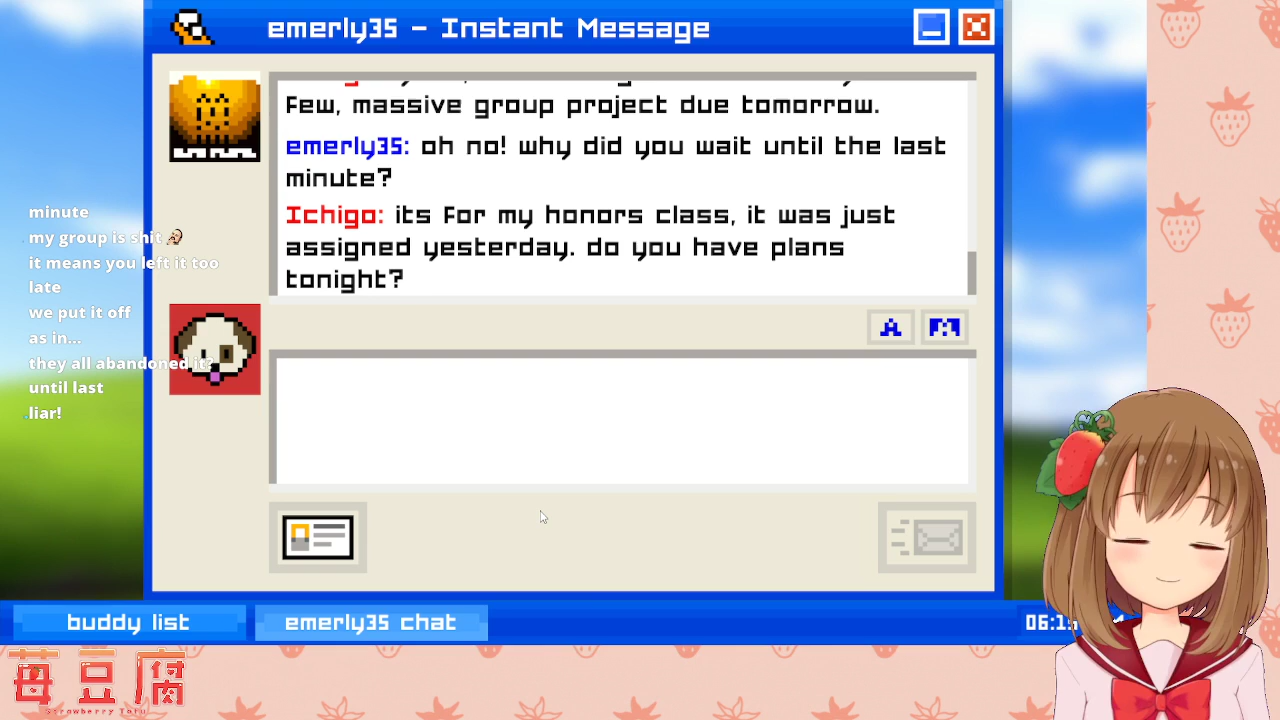 emerly35 - Instant Message
Few, massive group project due tomorrow.
emerly35: oh no! why did you wait until the last
minute?
Ichigo: its for my honors class, it was just
assigned yesterday. do you have plans
tonight?
A
minute
my group is shit
it means you left it too
late
we put it off
as in...
they all abandoned it?
until last
liar!
buddy list
emerly35 chat
苺豆腐
Strawberry Tofu